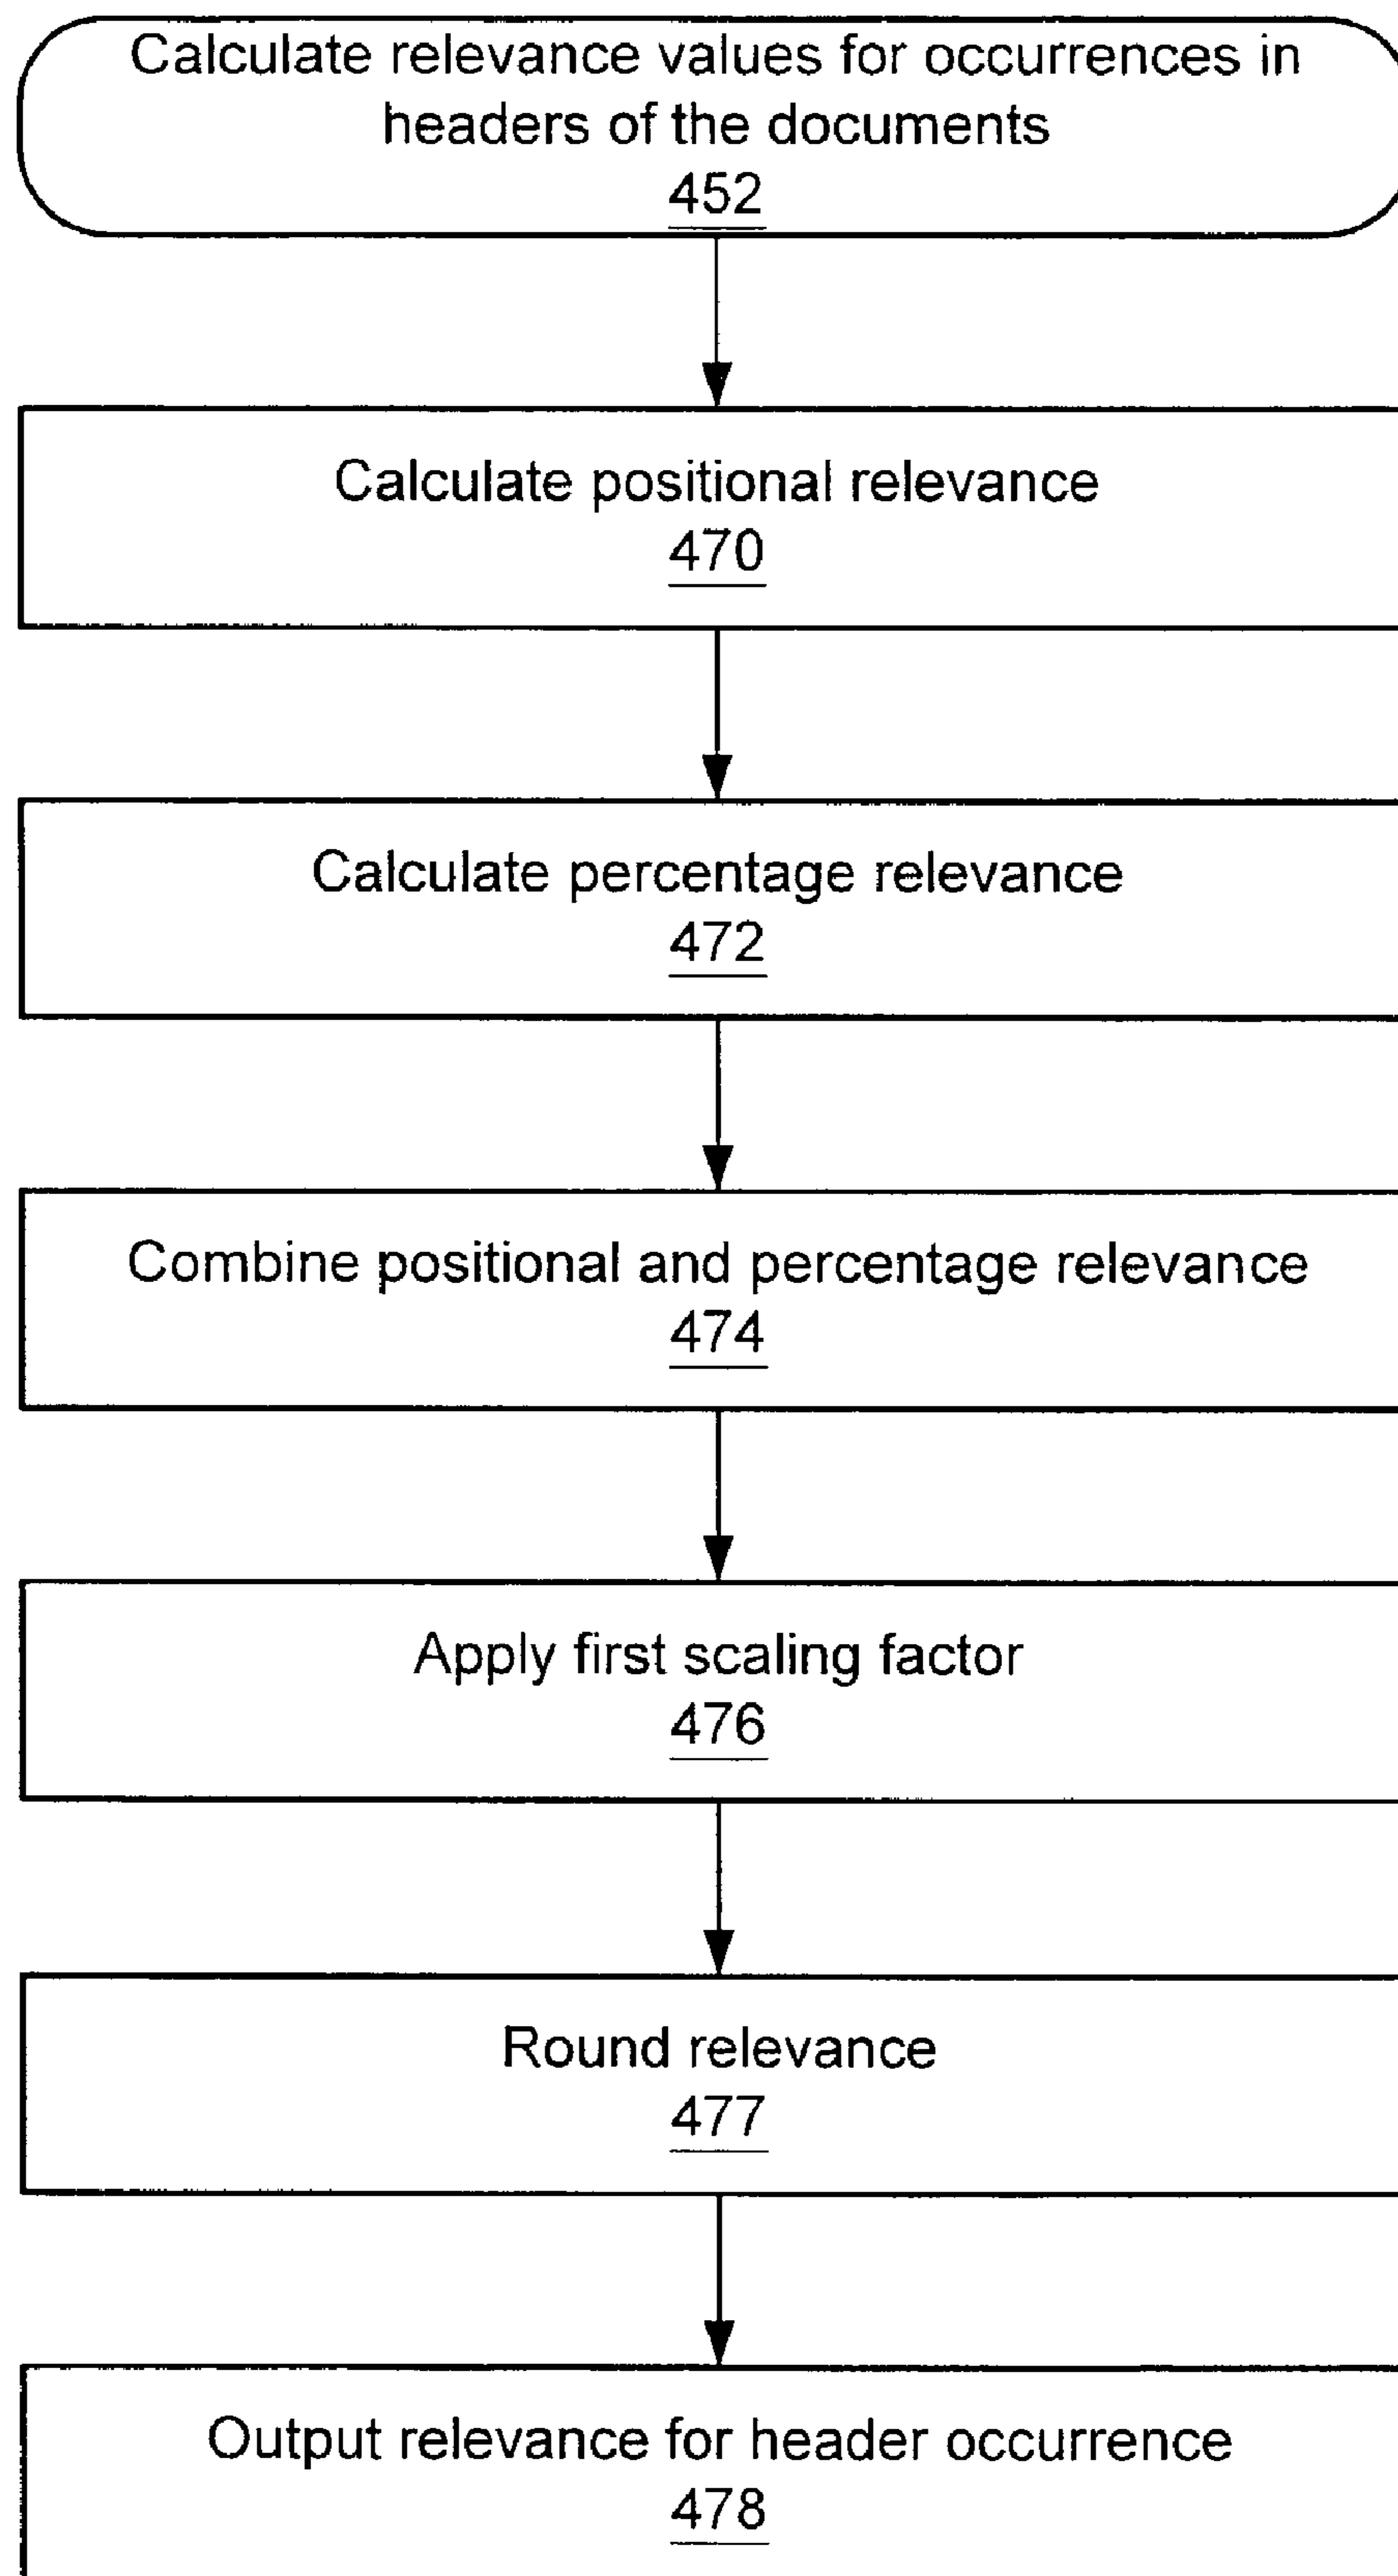 Calculate relevance values for occurrences in
headers of the documents
452
Calculate positional relevance
470
Calculate percentage relevance
472
Combine positional and percentage relevance
474
Apply first scaling factor
476
Round relevance
477
Output relevance for header occurrence
478